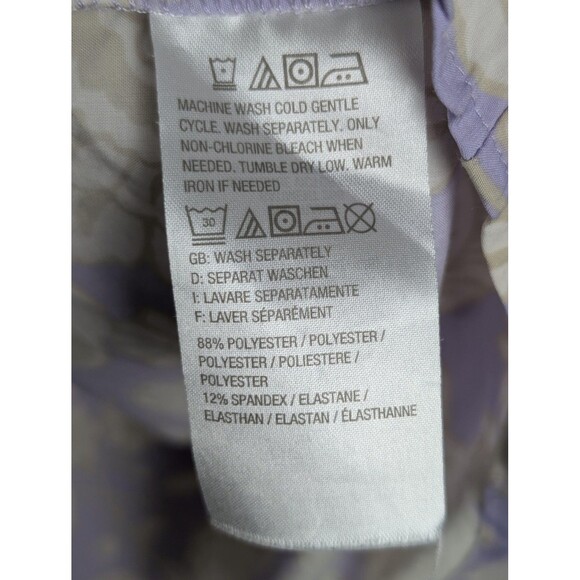 MACHINE WASH COLD GENTLE
CYCLE. WASH SEPARATELY. ONLY
NON-CHLORINE BLEACH WHEN
NEEDED. TUMBLE DRY LOW. WARM
IRON IF NEEDED
30
GB: WASH SEPARATELY
D: SEPARAT WASCHEN
I: LAVARE SEPARATAMENTE
F: LAVER SÉPARÉMENT
88% POLYESTER / POLYESTER /
POLYESTER / POLIESTERE /
POLYESTER
12% SPANDEX / ELASTANE /
ELASTHAN / ELASTAN / ÉLASTHANNE